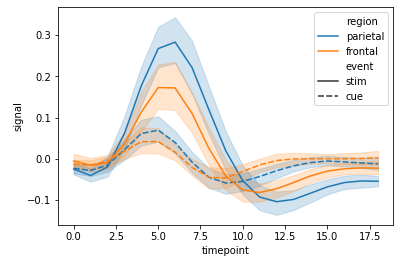 region
parietal
frontal
event
stim
cue
signal
0.3
0.2
0.1
0.0
−0.1
0.0 2.5 5.0 7.5 10.0 12.5 15.0 17.5
timepoint